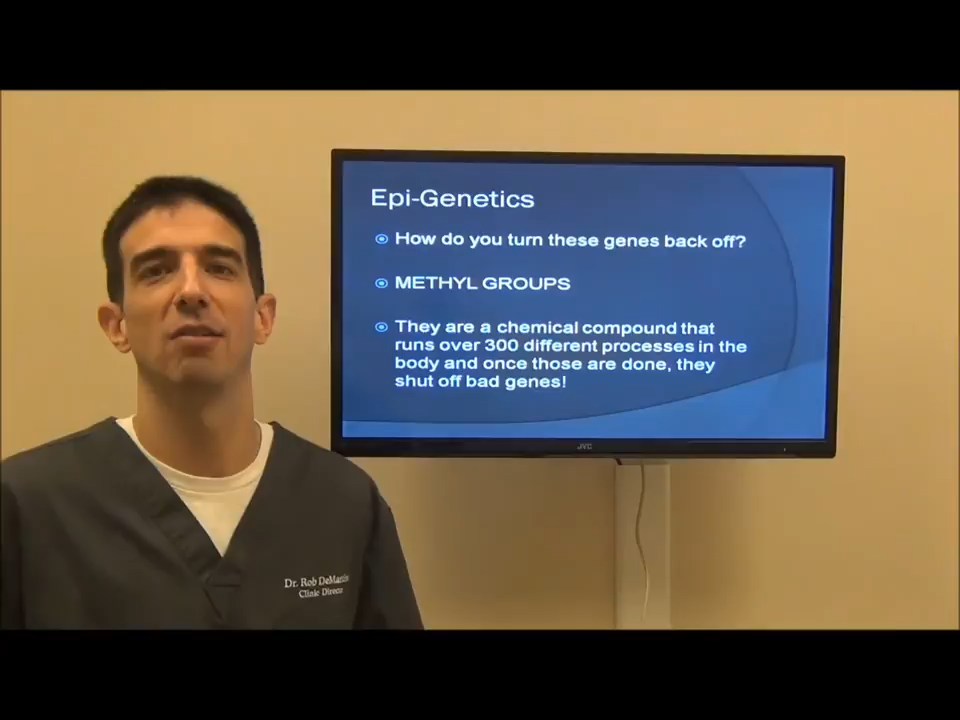 Epi-Genetics
How do you turn these genes back off?
METHYL GROUPS
They are a chemical compound that
runs over 300 different processes in the
body and once those are done, they
shut off bad genes!
JVC
Dr. Rob
Clinic Director